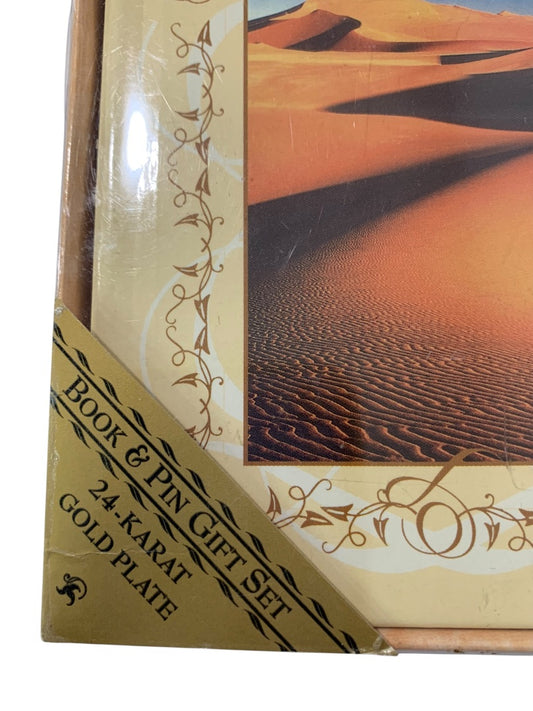 BOOK & PIN GIFT SET
24-KARAT
GOLD PLATE